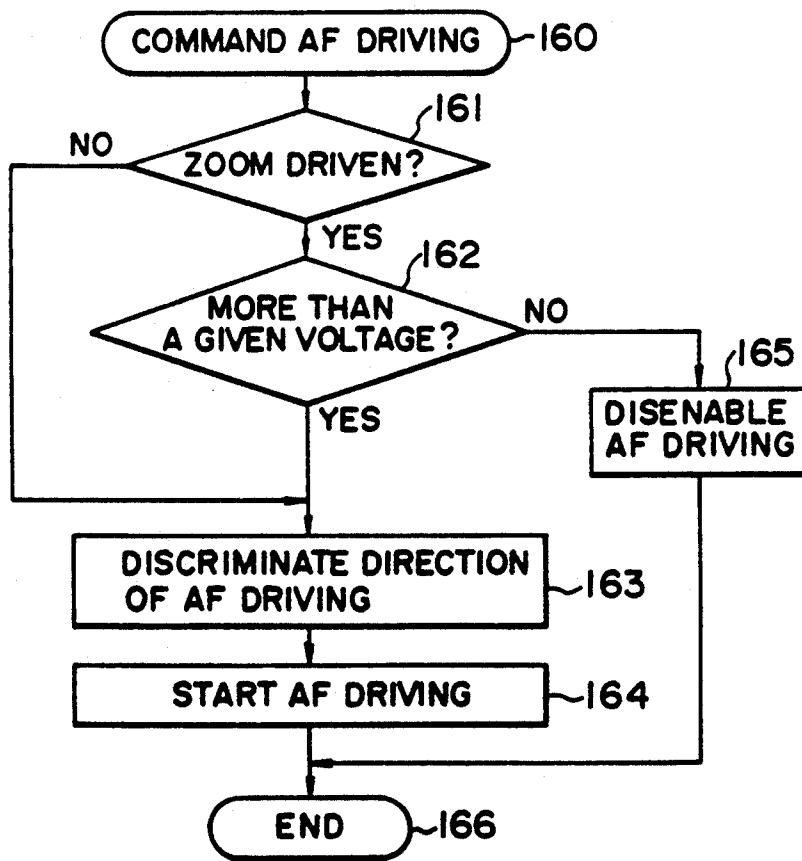 COMMAND AF DRIVING
160
161
NO
ZOOM DRIVEN?
YES
162
MORE THAN
A GIVEN VOLTAGE?
NO
165
YES
DISENABLE
AF DRIVING
DISCRIMINATE DIRECTION
OF AF DRIVING
163
START AF DRIVING
164
END
166